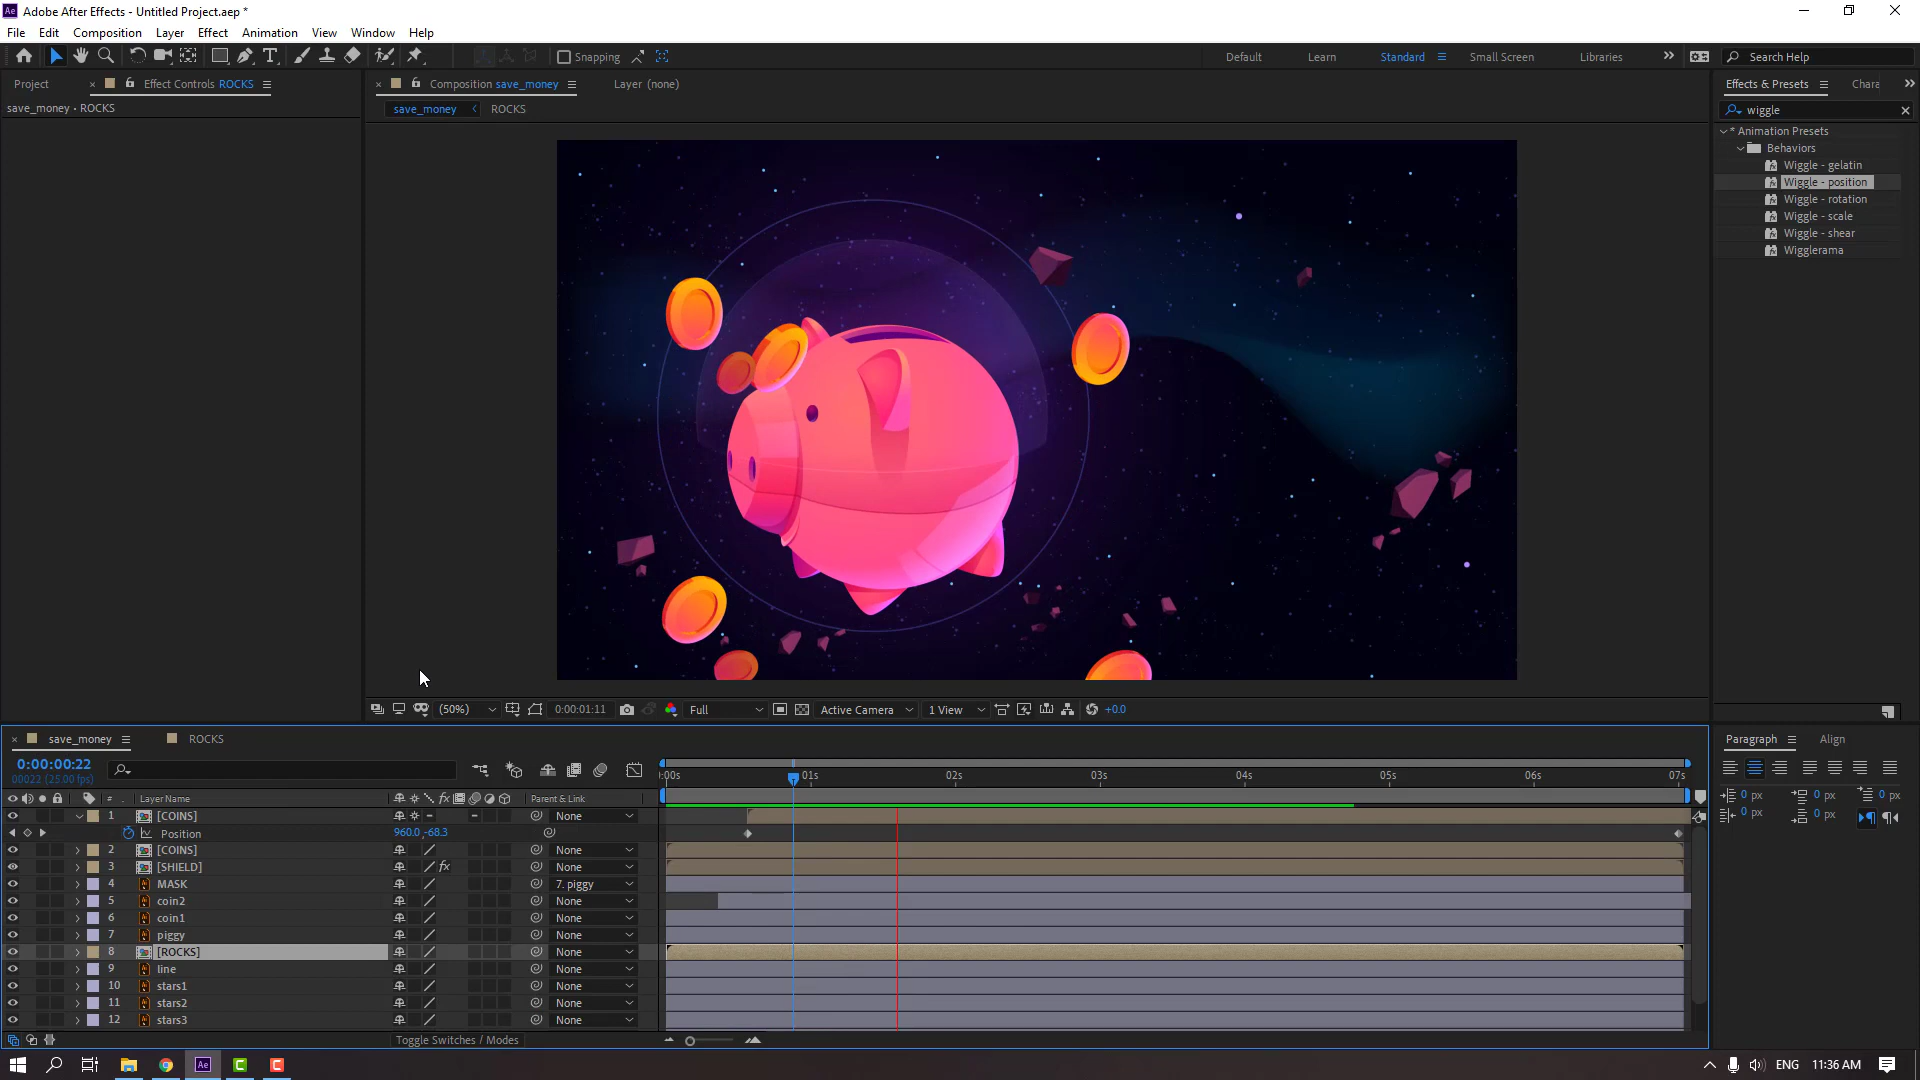 Ae Adobe After Effects - Untitled Project.aep *
File Edit Composition Layer Effect Animation View Window Help
Snapping Default Learn Standard Small Screen Libraries Search Help
Project Effect Controls ROCKS Composition save_money Layer (none) Effects & Presets Chara
save_money • ROCKS
save_money ROCKS
wiggle
* Animation Presets
Behaviors
Wiggle - gelatin
Wiggle - position
Wiggle - rotation
Wiggle - scale
Wiggle - shear
Wigglerama
(50%) 0:00:01:11 Full Active Camera 1 View +0.0
save_money ROCKS
Paragraph Align
0:00:00:22
00022 (25.00 fps)
:00s 01s 02s 03s 04s 05s 06s 07s
# Layer Name fx Parent & Link
1 [COINS] None
Position 960.0,-68.3
2 [COINS] None
3 [SHIELD] fx None
4 MASK 7. piggy
5 coin2 None
6 coin1 None
7 piggy None
8 [ROCKS] None
9 line None
10 stars1 None
11 stars2 None
12 stars3 None
0 px 0 px 0 px
0 px 0 px
Toggle Switches / Modes
Ae ENG 11:36 AM